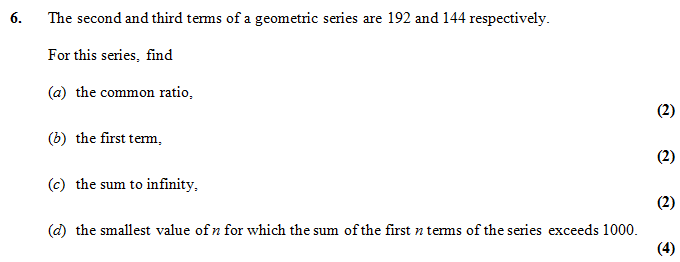 6. The second and third terms of a geometric series are 192 and 144 respectively.
For this series, find
(a) the common ratio,
(2)
(b) the first term,
(2)
(c) the sum to infinity,
(2)
(d) the smallest value of n for which the sum of the first n terms of the series exceeds 1000.
(4)